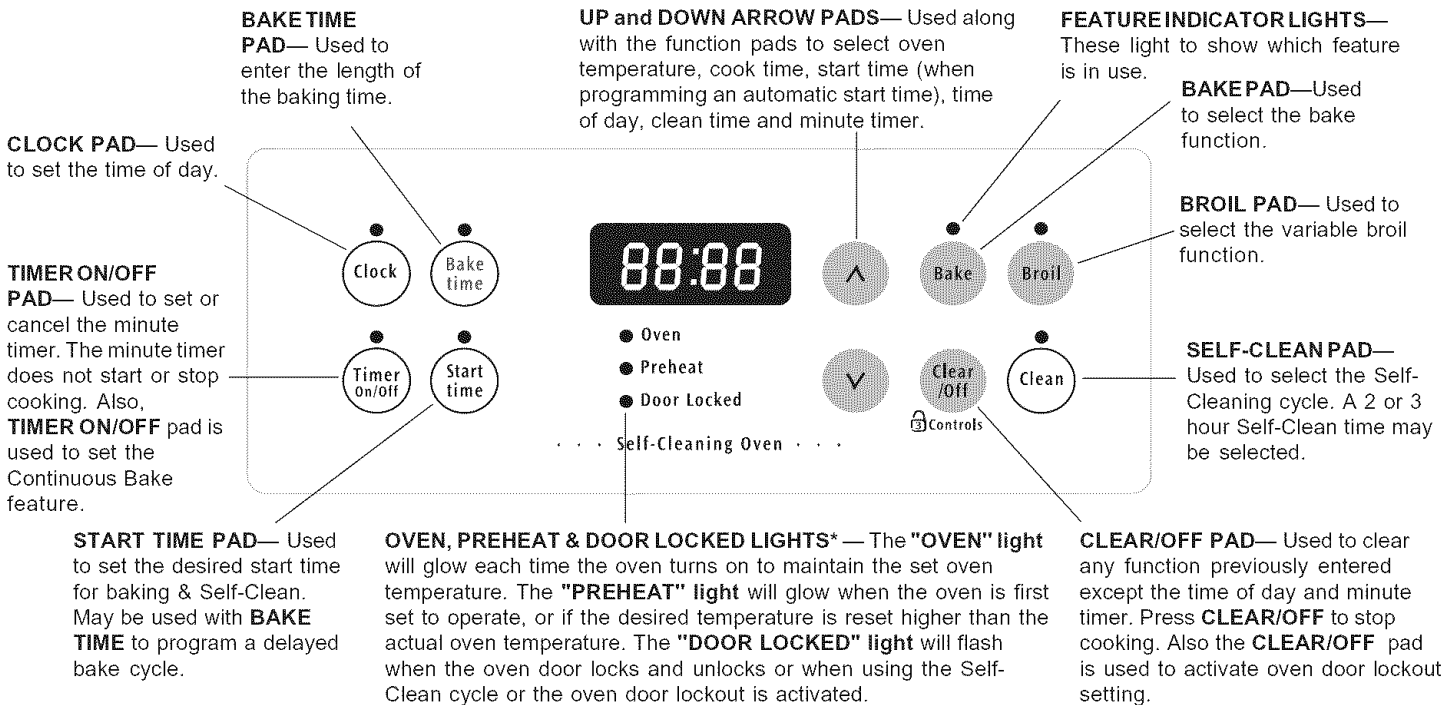 BAKE TIME
PAD— Used to
enter the length of
the baking time.
UP and DOWN ARROW PADS— Used along
with the function pads to select oven
temperature, cook time, start time (when
programming an automatic start time), time
of day, clean time and minute timer.
FEATURE INDICATOR LIGHTS—
These light to show which feature
is in use.
BAKE PAD—Used
to select the bake
function.
CLOCK PAD— Used
to set the time of day.
BROIL PAD— Used to
select the variable broil
function.
TIMER ON/OFF
PAD— Used to set or
cancel the minute
timer. The minute timer
does not start or stop
cooking. Also,
TIMER ON/OFF pad is
used to set the
Continuous Bake
feature.
Clock
Bake
time
88:88
^
Bake
Broil
Timer
On/Off
Start
time
Oven
Preheat
Door Locked
v
Clear
/Off
Clean
3 Controls
· · · Self-Cleaning Oven · · ·
SELF-CLEAN PAD—
Used to select the Self-
Cleaning cycle. A 2 or 3
hour Self-Clean time may
be selected.
START TIME PAD— Used
to set the desired start time
for baking & Self-Clean.
May be used with BAKE
TIME to program a delayed
bake cycle.
OVEN, PREHEAT & DOOR LOCKED LIGHTS* — The "OVEN" light
will glow each time the oven turns on to maintain the set oven
temperature. The "PREHEAT" light will glow when the oven is first
set to operate, or if the desired temperature is reset higher than the
actual oven temperature. The "DOOR LOCKED" light will flash
when the oven door locks and unlocks or when using the Self-
Clean cycle or the oven door lockout is activated.
CLEAR/OFF PAD— Used to clear
any function previously entered
except the time of day and minute
timer. Press CLEAR/OFF to stop
cooking. Also the CLEAR/OFF pad
is used to activate oven door lockout
setting.